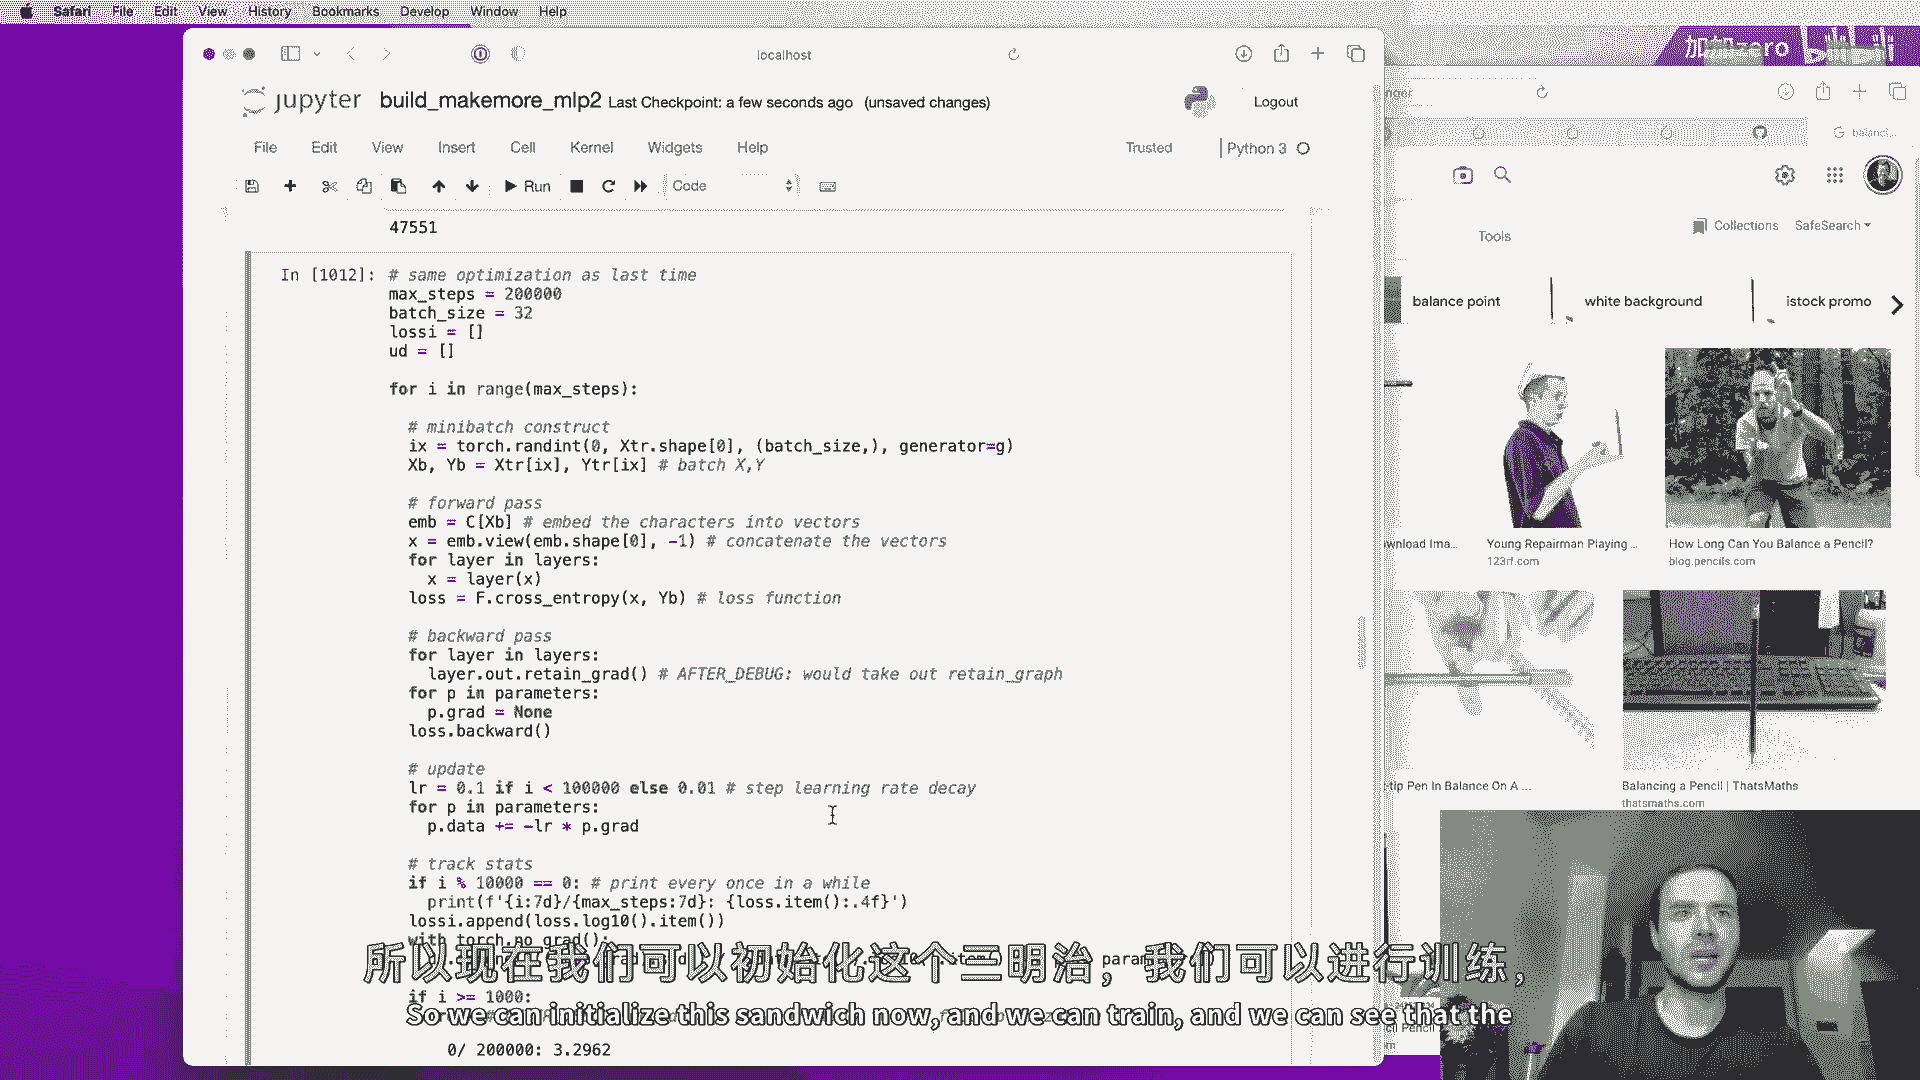 Safari File Edit View History Bookmarks Develop Window Help
localhost
jupyter build_makemore_mlp2 Last Checkpoint: a few seconds ago (unsaved changes)
Logout
File Edit View Insert Cell Kernel Widgets Help
Trusted
Python 3
Run
Code
47551
In [1012]: # same optimization as last time
max_steps = 200000
batch_size = 32
lossi = []
ud = []
for i in range(max_steps):
# minibatch construct
ix = torch.randint(0, Xtr.shape[0], (batch_size,), generator=g)
Xb, Yb = Xtr[ix], Ytr[ix] # batch X,Y
# forward pass
emb = C[Xb] # embed the characters into vectors
x = emb.view(emb.shape[0], -1) # concatenate the vectors
for layer in layers:
x = layer(x)
loss = F.cross_entropy(x, Yb) # loss function
# backward pass
for layer in layers:
layer.out.retain_grad() # AFTER_DEBUG: would take out retain_graph
for p in parameters:
p.grad = None
loss.backward()
# update
lr = 0.1 if i < 100000 else 0.01 # step learning rate decay
for p in parameters:
p.data += -lr * p.grad
# track stats
if i % 10000 == 0: # print every once in a while
print(f'{i:7d}/{max_steps:7d}: {loss.item():.4f}')
lossi.append(loss.log10().item())
with torch.no_grad():
if i >= 1000:
0/ 200000: 3.2962
所以现在我们可以初始化这个三明治，我们可以进行训练，
So we can initialize this sandwich now, and we can train, and we can see that the
zero
balanci...
Collections SafeSearch
Tools
balance point
white background
istock promo
wnload Ima...
Young Repairman Playing ...
123rf.com
How Long Can You Balance a Pencil?
blog.pencils.com
-tip Pen In Balance On A ...
Balancing a Pencil | ThatsMaths
thatsmaths.com